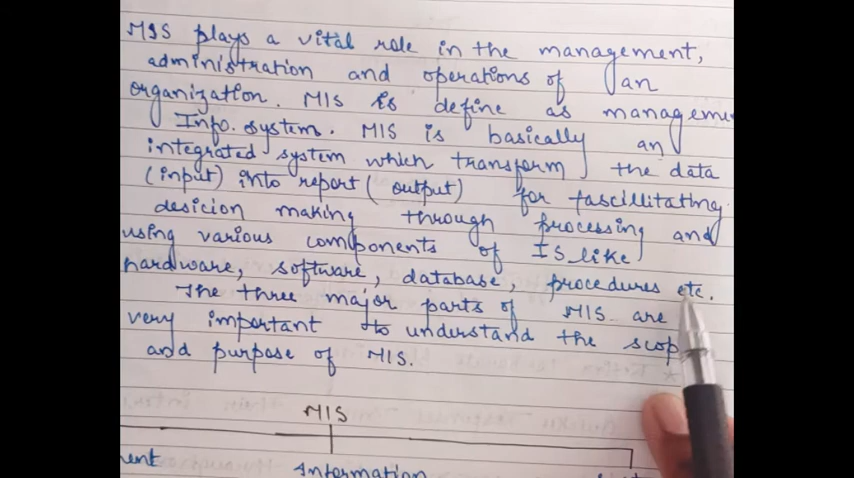 MIS plays a vital role in the management,
administration and operations of an
organization. MIS is define as manageme
Info. system. MIS is basically an
integrated system which transform the data
(input) into report (output) for fascillitating
desicion making through processing and
using various components of IS like
hardware, software, database, procedures etc.
The three major parts of MIS are
very important to understand the scop
and purpose of MIS.
MIS
ment Information